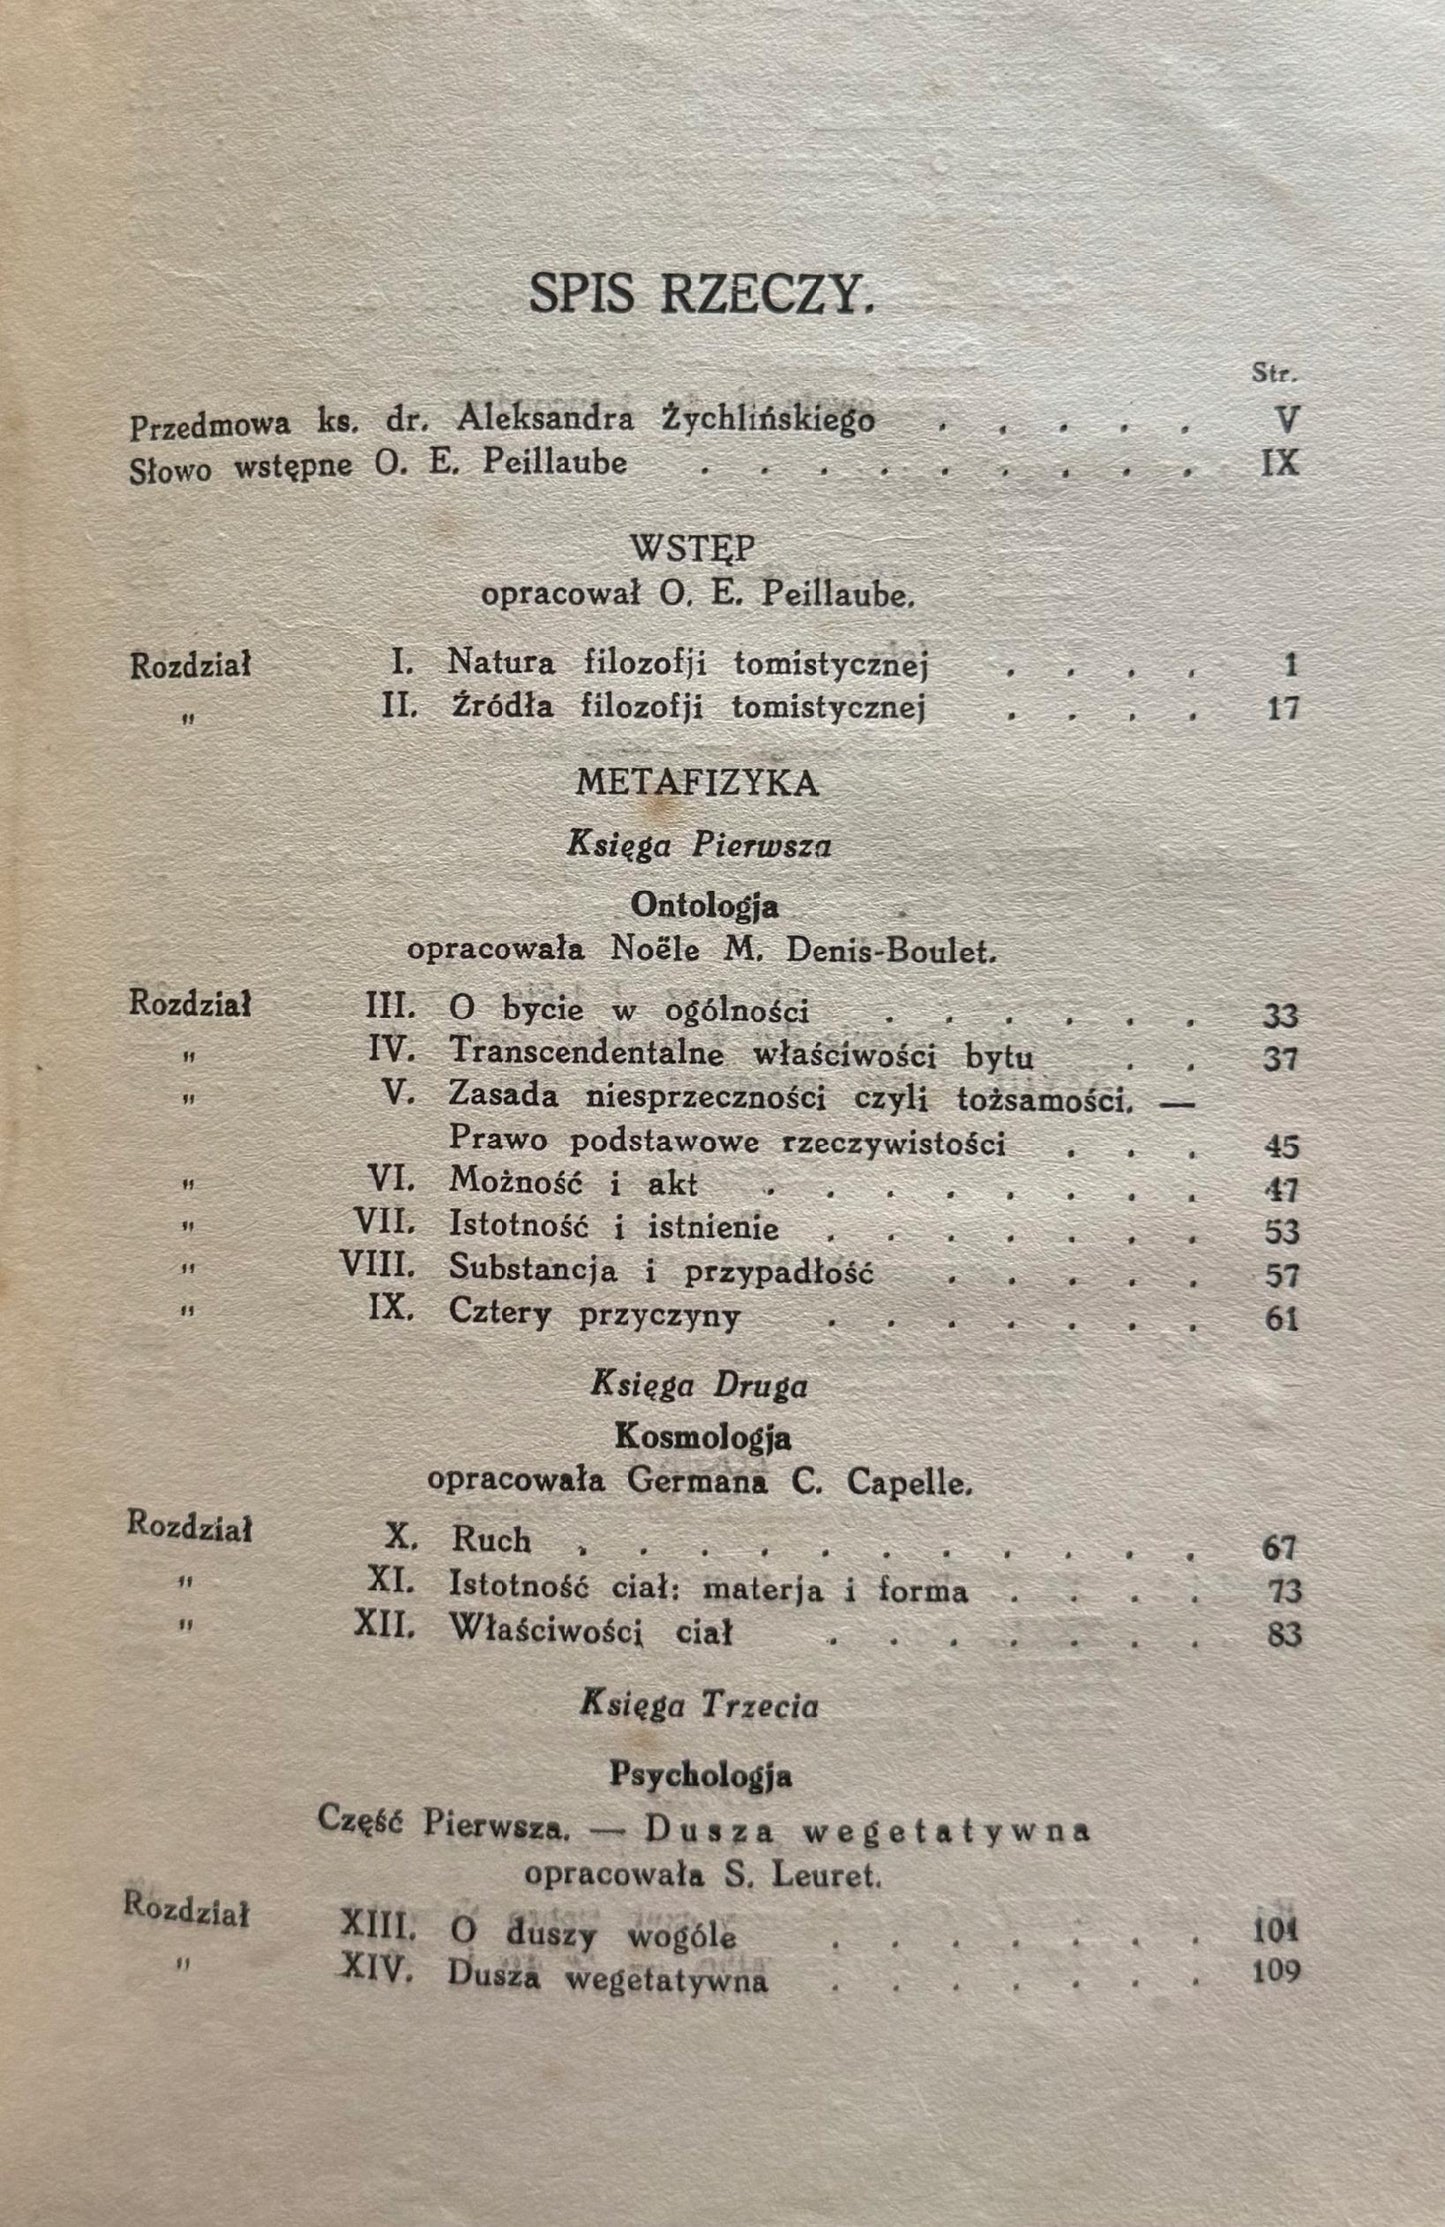 SPIS RZECZY.
Str.
Przedmowa ks. dr. Aleksandra Żychlińskiego . . . . . V
Słowo wstępne O. E. Peillaube . . . . . . . . . IX
WSTĘP
opracował O. E. Peillaube.
Rozdział I. Natura filozofji tomistycznej . . . . 1
" II. Źródła filozofji tomistycznej . . . . 17
METAFIZYKA
Księga Pierwsza
Ontologja
opracowała Noële M. Denis-Boulet.
Rozdział III. O bycie w ogólności . . . . . . 33
" IV. Transcendentalne właściwości bytu . . 37
" V. Zasada niesprzeczności czyli tożsamości. —
Prawo podstawowe rzeczywistości . . . 45
" VI. Możność i akt . . . . . . . . 47
" VII. Istotność i istnienie . . . . . . . 53
" VIII. Substancja i przypadłość . . . . . 57
" IX. Cztery przyczyny . . . . . . . 61
Księga Druga
Kosmologja
opracowała Germana C. Capelle.
Rozdział X. Ruch . . . . . . . . . . . 67
" XI. Istotność ciał: materja i forma . . . . 73
" XII. Właściwości ciał . . . . . . . 83
Księga Trzecia
Psychologja
Część Pierwsza. — Dusza wegetatywna
opracowała S. Leuret.
Rozdział XIII. O duszy wogóle . . . . . . . 101
" XIV. Dusza wegetatywna . . . . . . . 109